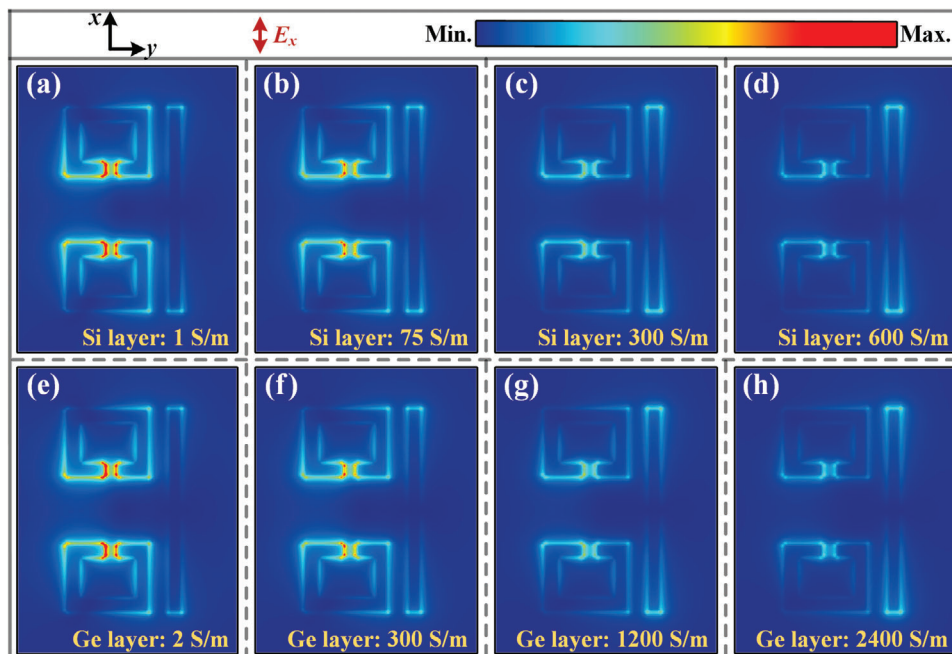 x
y
E_x
Min.
Max.
(a)
(b)
(c)
(d)
Si layer: 1 S/m
Si layer: 75 S/m
Si layer: 300 S/m
Si layer: 600 S/m
(e)
(f)
(g)
(h)
Ge layer: 2 S/m
Ge layer: 300 S/m
Ge layer: 1200 S/m
Ge layer: 2400 S/m